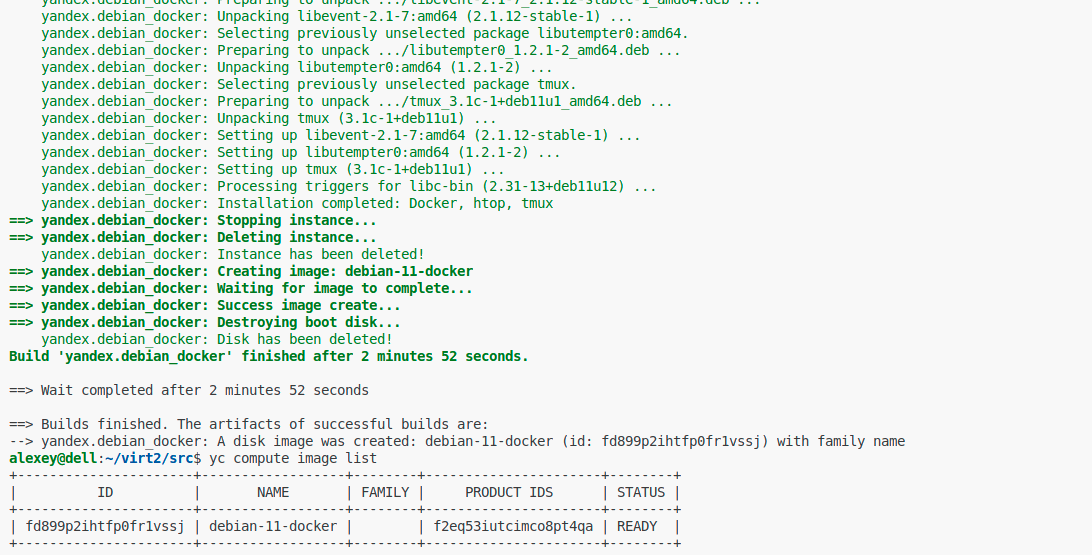 yandex.debian_docker: Preparing to unpack .../libevent-2.1-7_2.1.12-stable-1_amd64.deb ...
yandex.debian_docker: Unpacking libevent-2.1-7:amd64 (2.1.12-stable-1) ...
yandex.debian_docker: Selecting previously unselected package libutempter0:amd64.
yandex.debian_docker: Preparing to unpack .../libutempter0_1.2.1-2_amd64.deb ...
yandex.debian_docker: Unpacking libutempter0:amd64 (1.2.1-2) ...
yandex.debian_docker: Selecting previously unselected package tmux.
yandex.debian_docker: Preparing to unpack .../tmux_3.1c-1+deb11u1_amd64.deb ...
yandex.debian_docker: Unpacking tmux (3.1c-1+deb11u1) ...
yandex.debian_docker: Setting up libevent-2.1-7:amd64 (2.1.12-stable-1) ...
yandex.debian_docker: Setting up libutempter0:amd64 (1.2.1-2) ...
yandex.debian_docker: Setting up tmux (3.1c-1+deb11u1) ...
yandex.debian_docker: Processing triggers for libc-bin (2.31-13+deb11u12) ...
yandex.debian_docker: Installation completed: Docker, htop, tmux
==> yandex.debian_docker: Stopping instance...
==> yandex.debian_docker: Deleting instance...
yandex.debian_docker: Instance has been deleted!
==> yandex.debian_docker: Creating image: debian-11-docker
==> yandex.debian_docker: Waiting for image to complete...
==> yandex.debian_docker: Success image create...
==> yandex.debian_docker: Destroying boot disk...
yandex.debian_docker: Disk has been deleted!
Build 'yandex.debian_docker' finished after 2 minutes 52 seconds.
==> Wait completed after 2 minutes 52 seconds
==> Builds finished. The artifacts of successful builds are:
--> yandex.debian_docker: A disk image was created: debian-11-docker (id: fd899p2ihtfp0fr1vssj) with family name
alexey@dell:~/virt2/src$ yc compute image list
+----------------------+------------------+--------+----------------------+--------+
| ID | NAME | FAMILY | PRODUCT IDS | STATUS |
+----------------------+------------------+--------+----------------------+--------+
| fd899p2ihtfp0fr1vssj | debian-11-docker | | f2eq53iutcimco8pt4qa | READY |
+----------------------+------------------+--------+----------------------+--------+